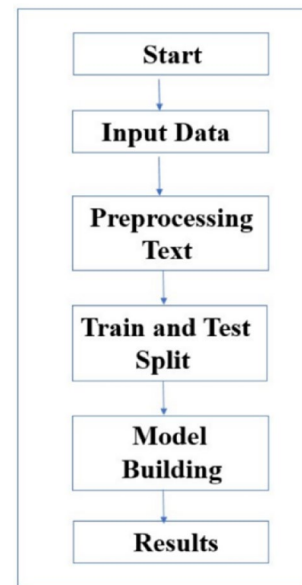 Start
Input Data
Preprocessing
Text
Train and Test
Split
Model
Building
Results